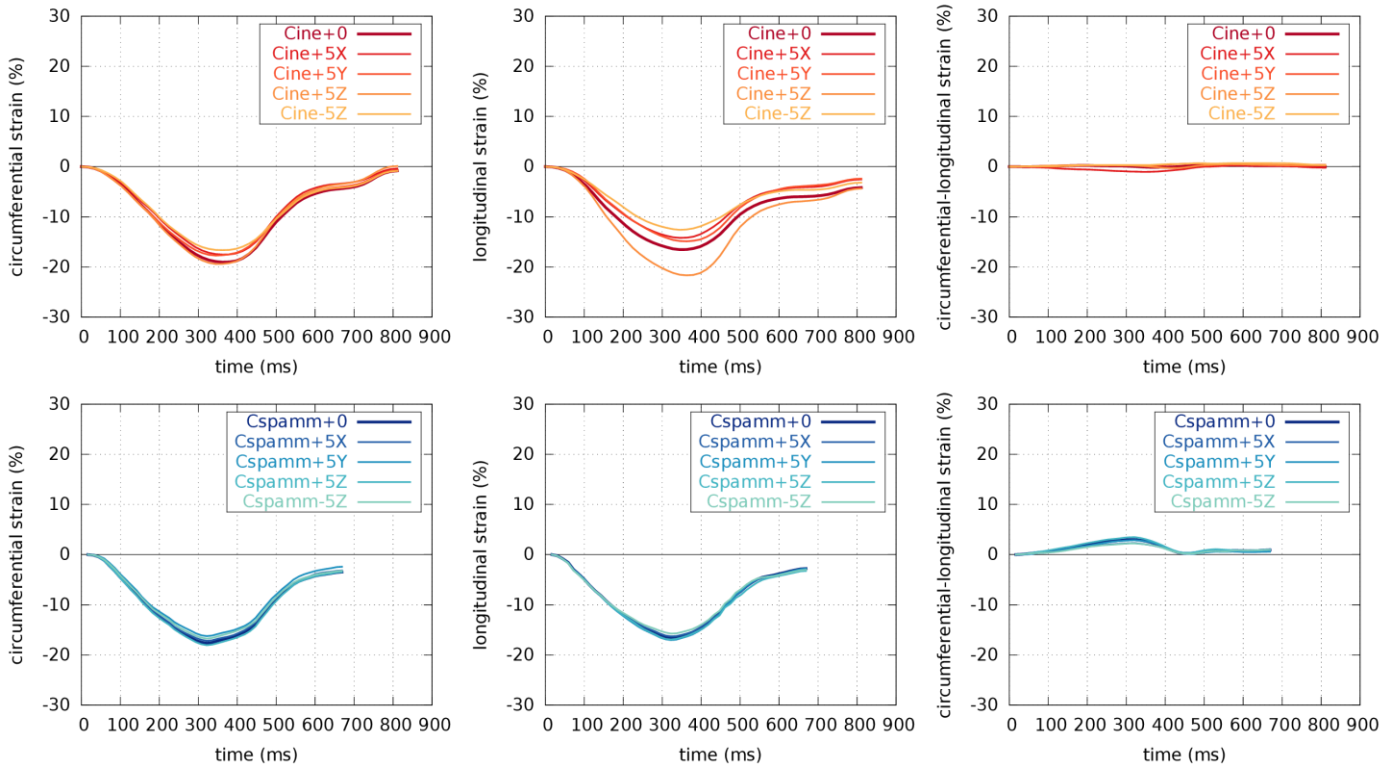 circumferential strain (%)
30
20
10
0
-10
-20
-30
Cine+0
Cine+5X
Cine+5Y
Cine+5Z
Cine-5Z
0 100 200 300 400 500 600 700 800 900
time (ms)
longitudinal strain (%)
30
20
10
0
-10
-20
-30
Cine+0
Cine+5X
Cine+5Y
Cine+5Z
Cine-5Z
0 100 200 300 400 500 600 700 800 900
time (ms)
circumferential-longitudinal strain (%)
30
20
10
0
-10
-20
-30
Cine+0
Cine+5X
Cine+5Y
Cine+5Z
Cine-5Z
0 100 200 300 400 500 600 700 800 900
time (ms)
circumferential strain (%)
30
20
10
0
-10
-20
-30
Cspamm+0
Cspamm+5X
Cspamm+5Y
Cspamm+5Z
Cspamm-5Z
0 100 200 300 400 500 600 700 800 900
time (ms)
longitudinal strain (%)
30
20
10
0
-10
-20
-30
Cspamm+0
Cspamm+5X
Cspamm+5Y
Cspamm+5Z
Cspamm-5Z
0 100 200 300 400 500 600 700 800 900
time (ms)
circumferential-longitudinal strain (%)
30
20
10
0
-10
-20
-30
Cspamm+0
Cspamm+5X
Cspamm+5Y
Cspamm+5Z
Cspamm-5Z
0 100 200 300 400 500 600 700 800 900
time (ms)